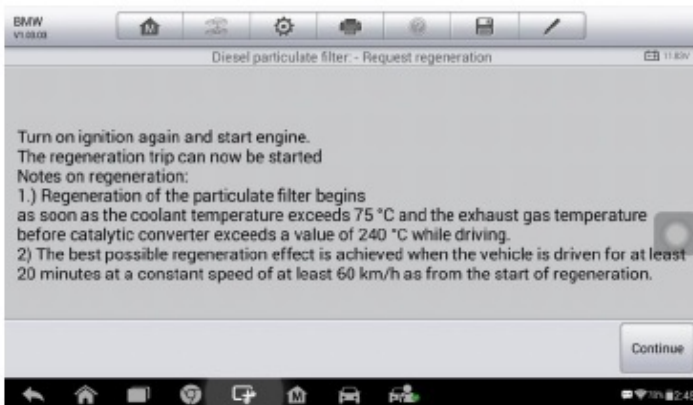 BMW
V1.03.03
Diesel particulate filter: - Request regeneration
Turn on ignition again and start engine.
The regeneration trip can now be started
Notes on regeneration:
1.) Regeneration of the particulate filter begins
as soon as the coolant temperature exceeds 75 °C and the exhaust gas temperature
before catalytic converter exceeds a value of 240 °C while driving.
2) The best possible regeneration effect is achieved when the vehicle is driven for at least
20 minutes at a constant speed of at least 60 km/h as from the start of regeneration.
Continue